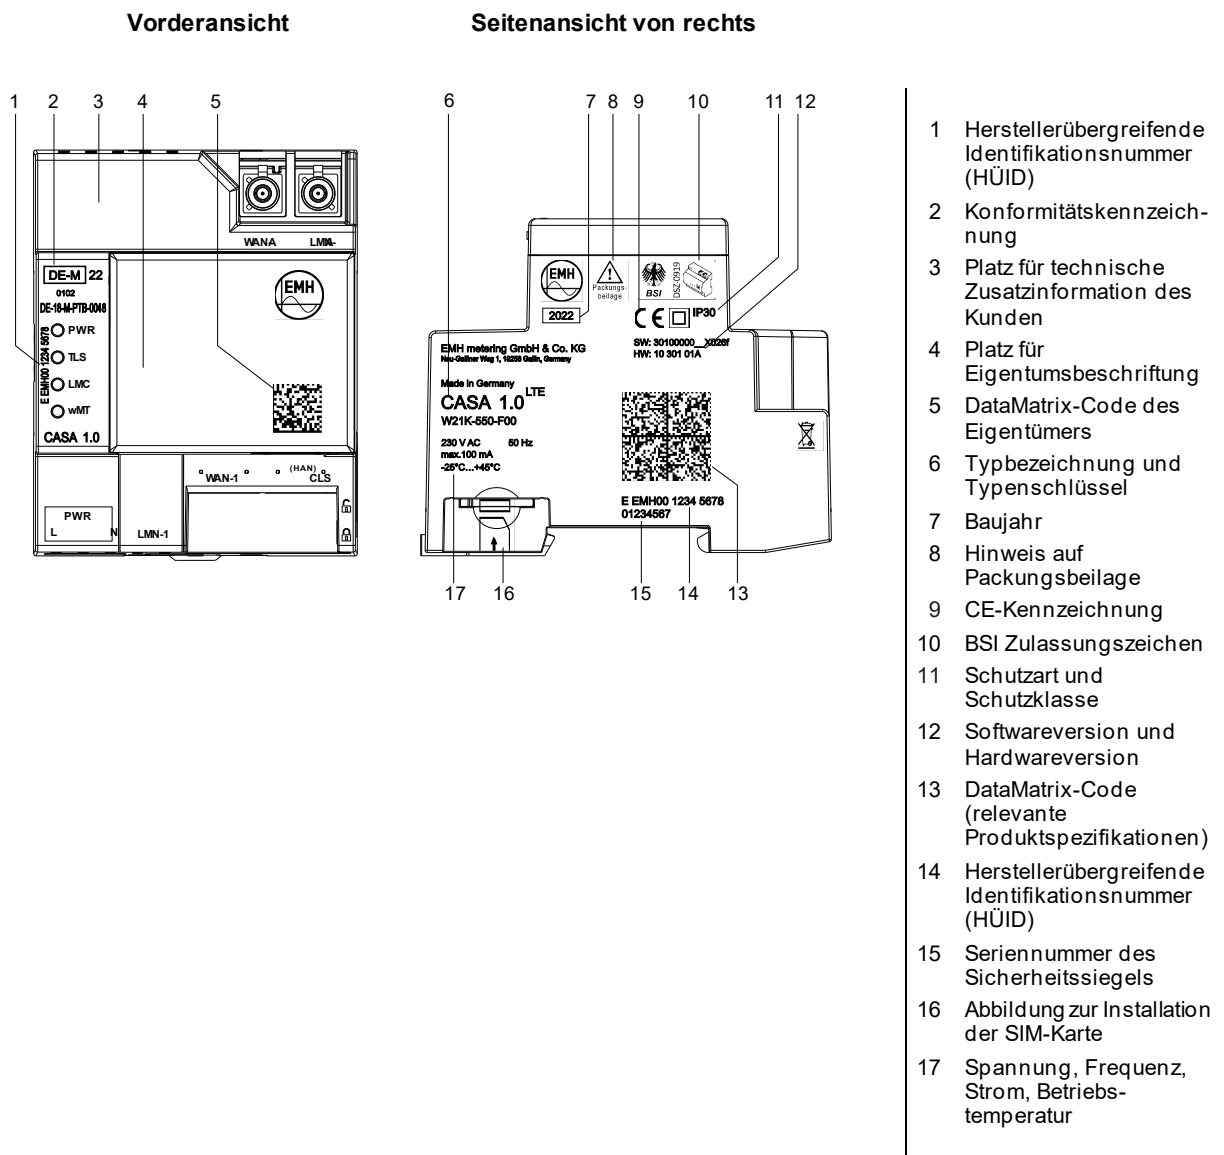 Vorderansicht
Seitenansicht von rechts
1 2 3 4 5
WANA
DE-M 22
0102
DE-18-M-PTB-0048
E EMH00 1234 5678
PWR
TLS
LMC
wMT
CASA 1.0
EMH
WAN-1
(HAN)
CLS
PWR
L N
LMN-1
6 7 8 9 10 11 12
EMH
2022
Packungs-
beilage
BSI
DSZ-0919
CE
IP30
SW: 30100000__X026f
HW: 10 301 01A
EMH metering GmbH & Co. KG
Neu-Galliner Weg 1, 19258 Gallin, Germany
Made in Germany
CASA 1.0 LTE
W21K-550-F00
230 V AC 50 Hz
max.100 mA
-25°C...+45°C
E EMH00 1234 5678
01234567
17 16 15 14 13
1 Herstellerübergreifende
Identifikationsnummer
(HÜID)
2 Konformitätskennzeich-
nung
3 Platz für technische
Zusatzinformation des
Kunden
4 Platz für
Eigentumsbeschriftung
5 DataMatrix-Code des
Eigentümers
6 Typbezeichnung und
Typenschlüssel
7 Baujahr
8 Hinweis auf
Packungsbeilage
9 CE-Kennzeichnung
10 BSI Zulassungszeichen
11 Schutzart und
Schutzklasse
12 Softwareversion und
Hardwareversion
13 DataMatrix-Code
(relevante
Produktspezifikationen)
14 Herstellerübergreifende
Identifikationsnummer
(HÜID)
15 Seriennummer des
Sicherheitssiegels
16 Abbildung zur Installation
der SIM-Karte
17 Spannung, Frequenz,
Strom, Betriebs-
temperatur